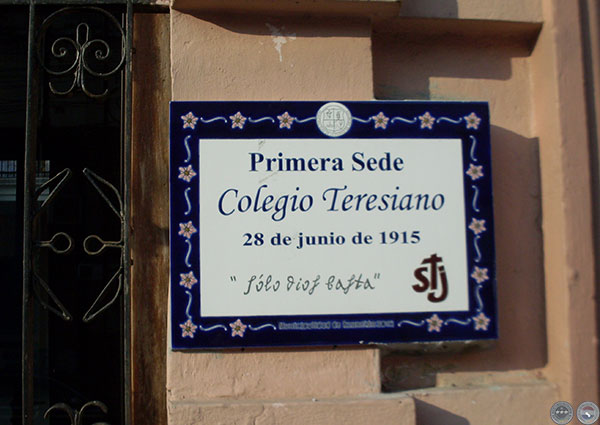 Primera Sede
Colegio Teresiano
28 de junio de 1915
"Sólo Dios basta"
stj